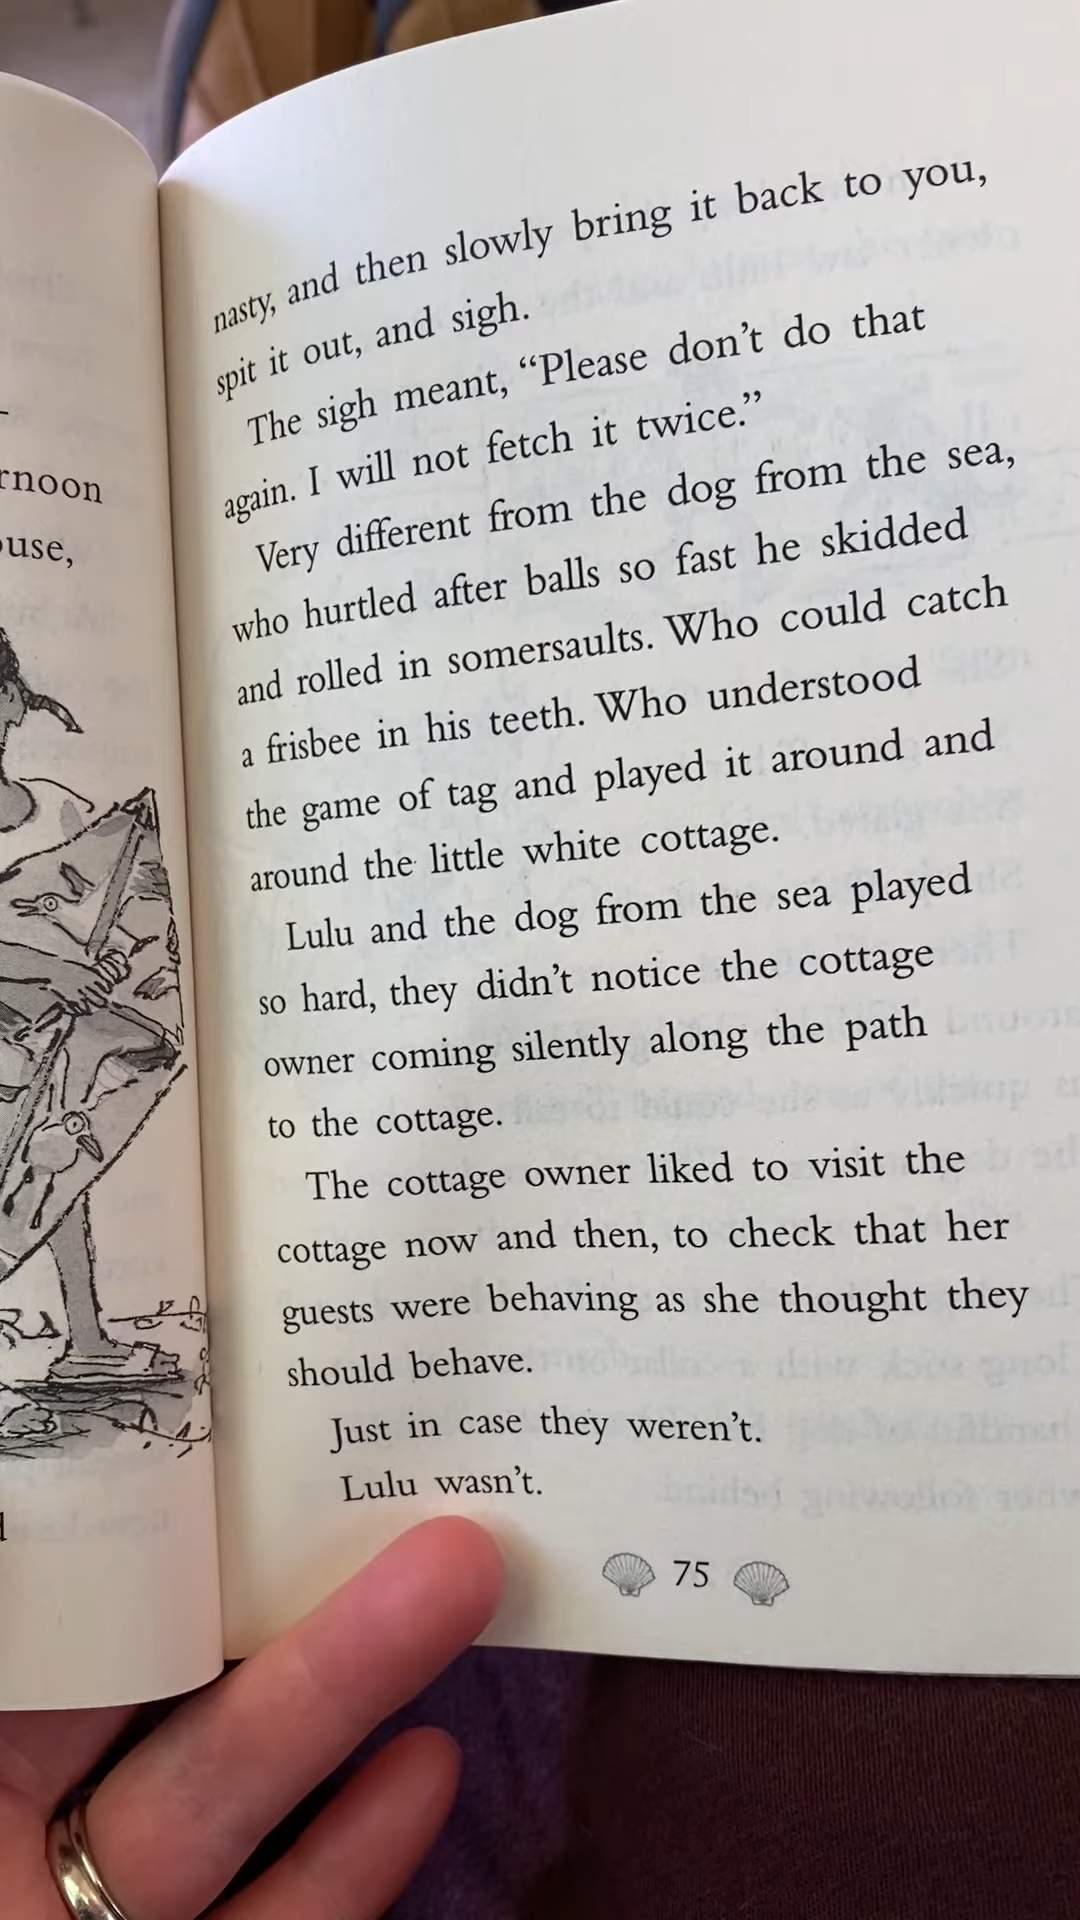 rnoon
ouse,
nasty, and then slowly bring it back to you,
spit it out, and sigh.
The sigh meant, “Please don’t do that
again. I will not fetch it twice.”
Very different from the dog from the sea,
who hurtled after balls so fast he skidded
and rolled in somersaults. Who could catch
a frisbee in his teeth. Who understood
the game of tag and played it around and
around the little white cottage.
Lulu and the dog from the sea played
so hard, they didn’t notice the cottage
owner coming silently along the path
to the cottage.
The cottage owner liked to visit the
cottage now and then, to check that her
guests were behaving as she thought they
should behave.
Just in case they weren’t.
Lulu wasn’t.
75